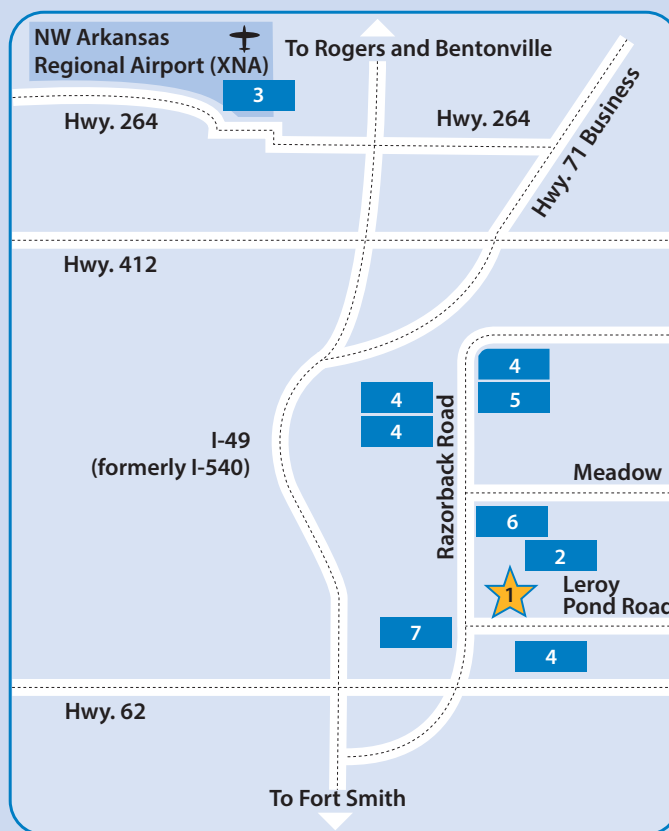 NW Arkansas
Regional Airport (XNA)
To Rogers and Bentonville
3
Hwy. 264
Hwy. 264
Hwy. 71 Business
Hwy. 412
4
4
5
4
I-49
(formerly I-540)
Razorback Road
Meadow
6
2
1
Leroy
Pond Road
7
4
Hwy. 62
To Fort Smith